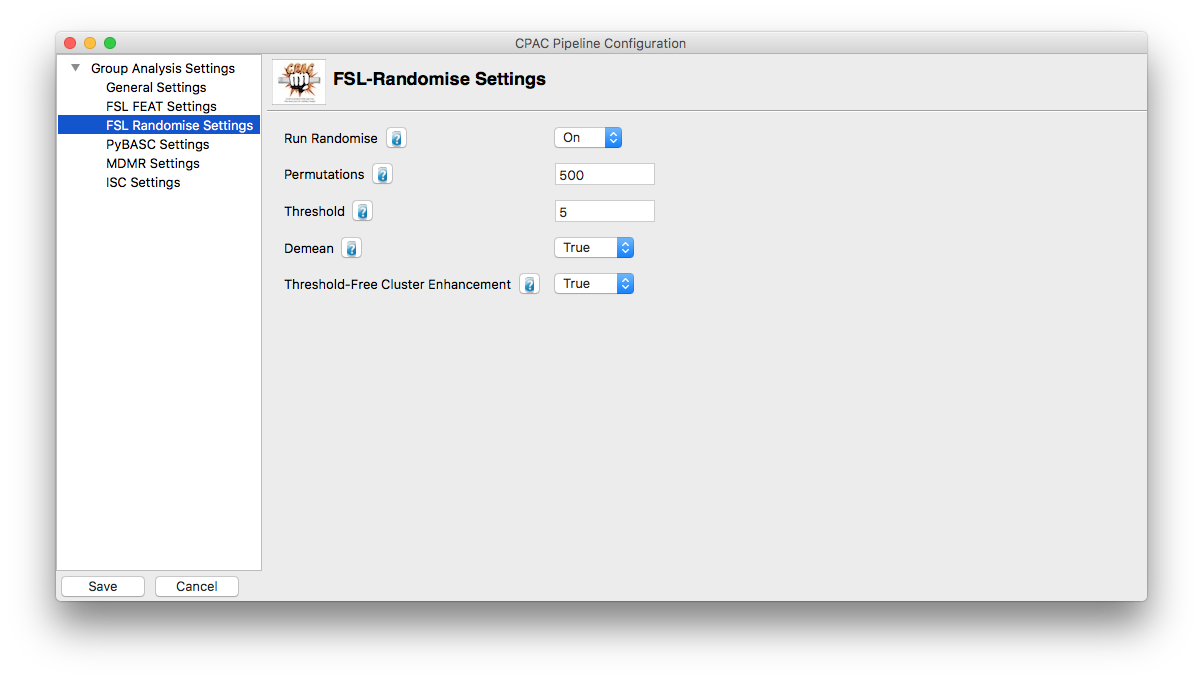 CPAC Pipeline Configuration
Group Analysis Settings
General Settings
FSL FEAT Settings
FSL Randomise Settings
PyBASC Settings
MDMR Settings
ISC Settings
CPAC
FSL-Randomise Settings
Run Randomise ? On
Permutations ? 500
Threshold ? 5
Demean ? True
Threshold-Free Cluster Enhancement ? True
Save Cancel